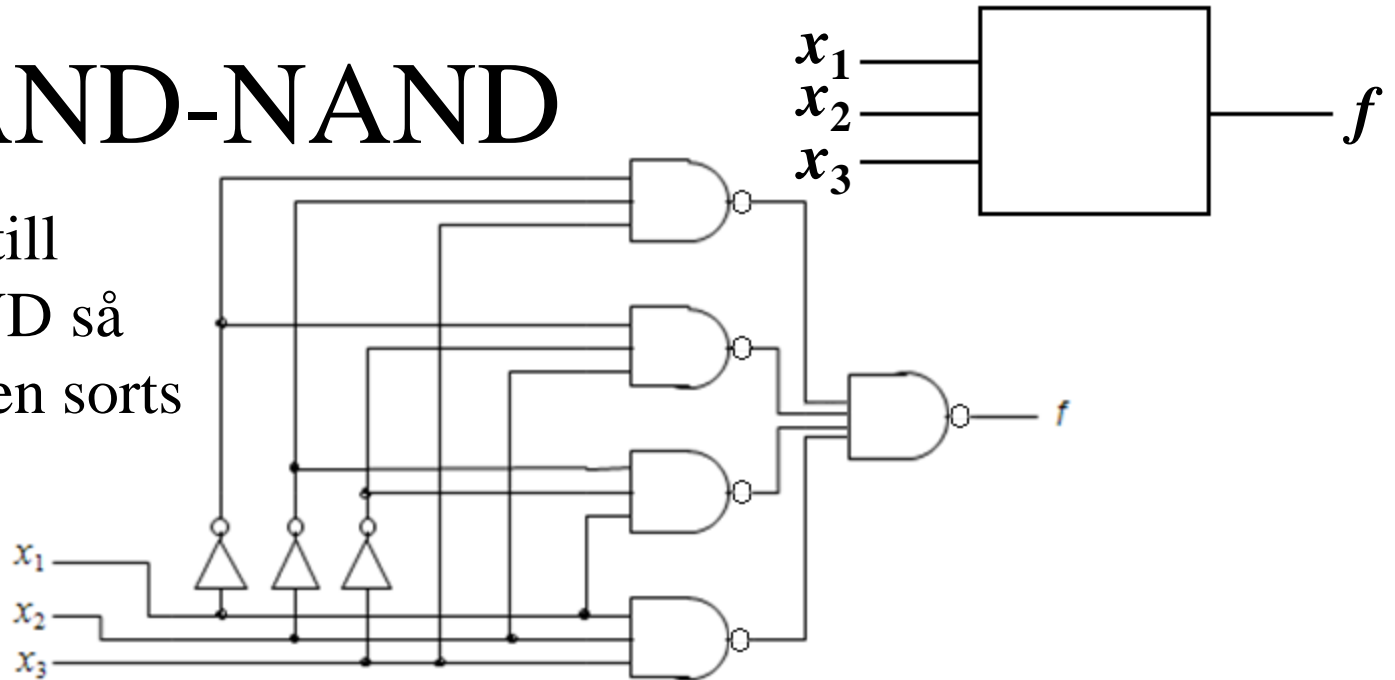 AND-NAND
till
D så
en sorts
x₁
x₂
x₃
f
x₁
x₂
x₃
f